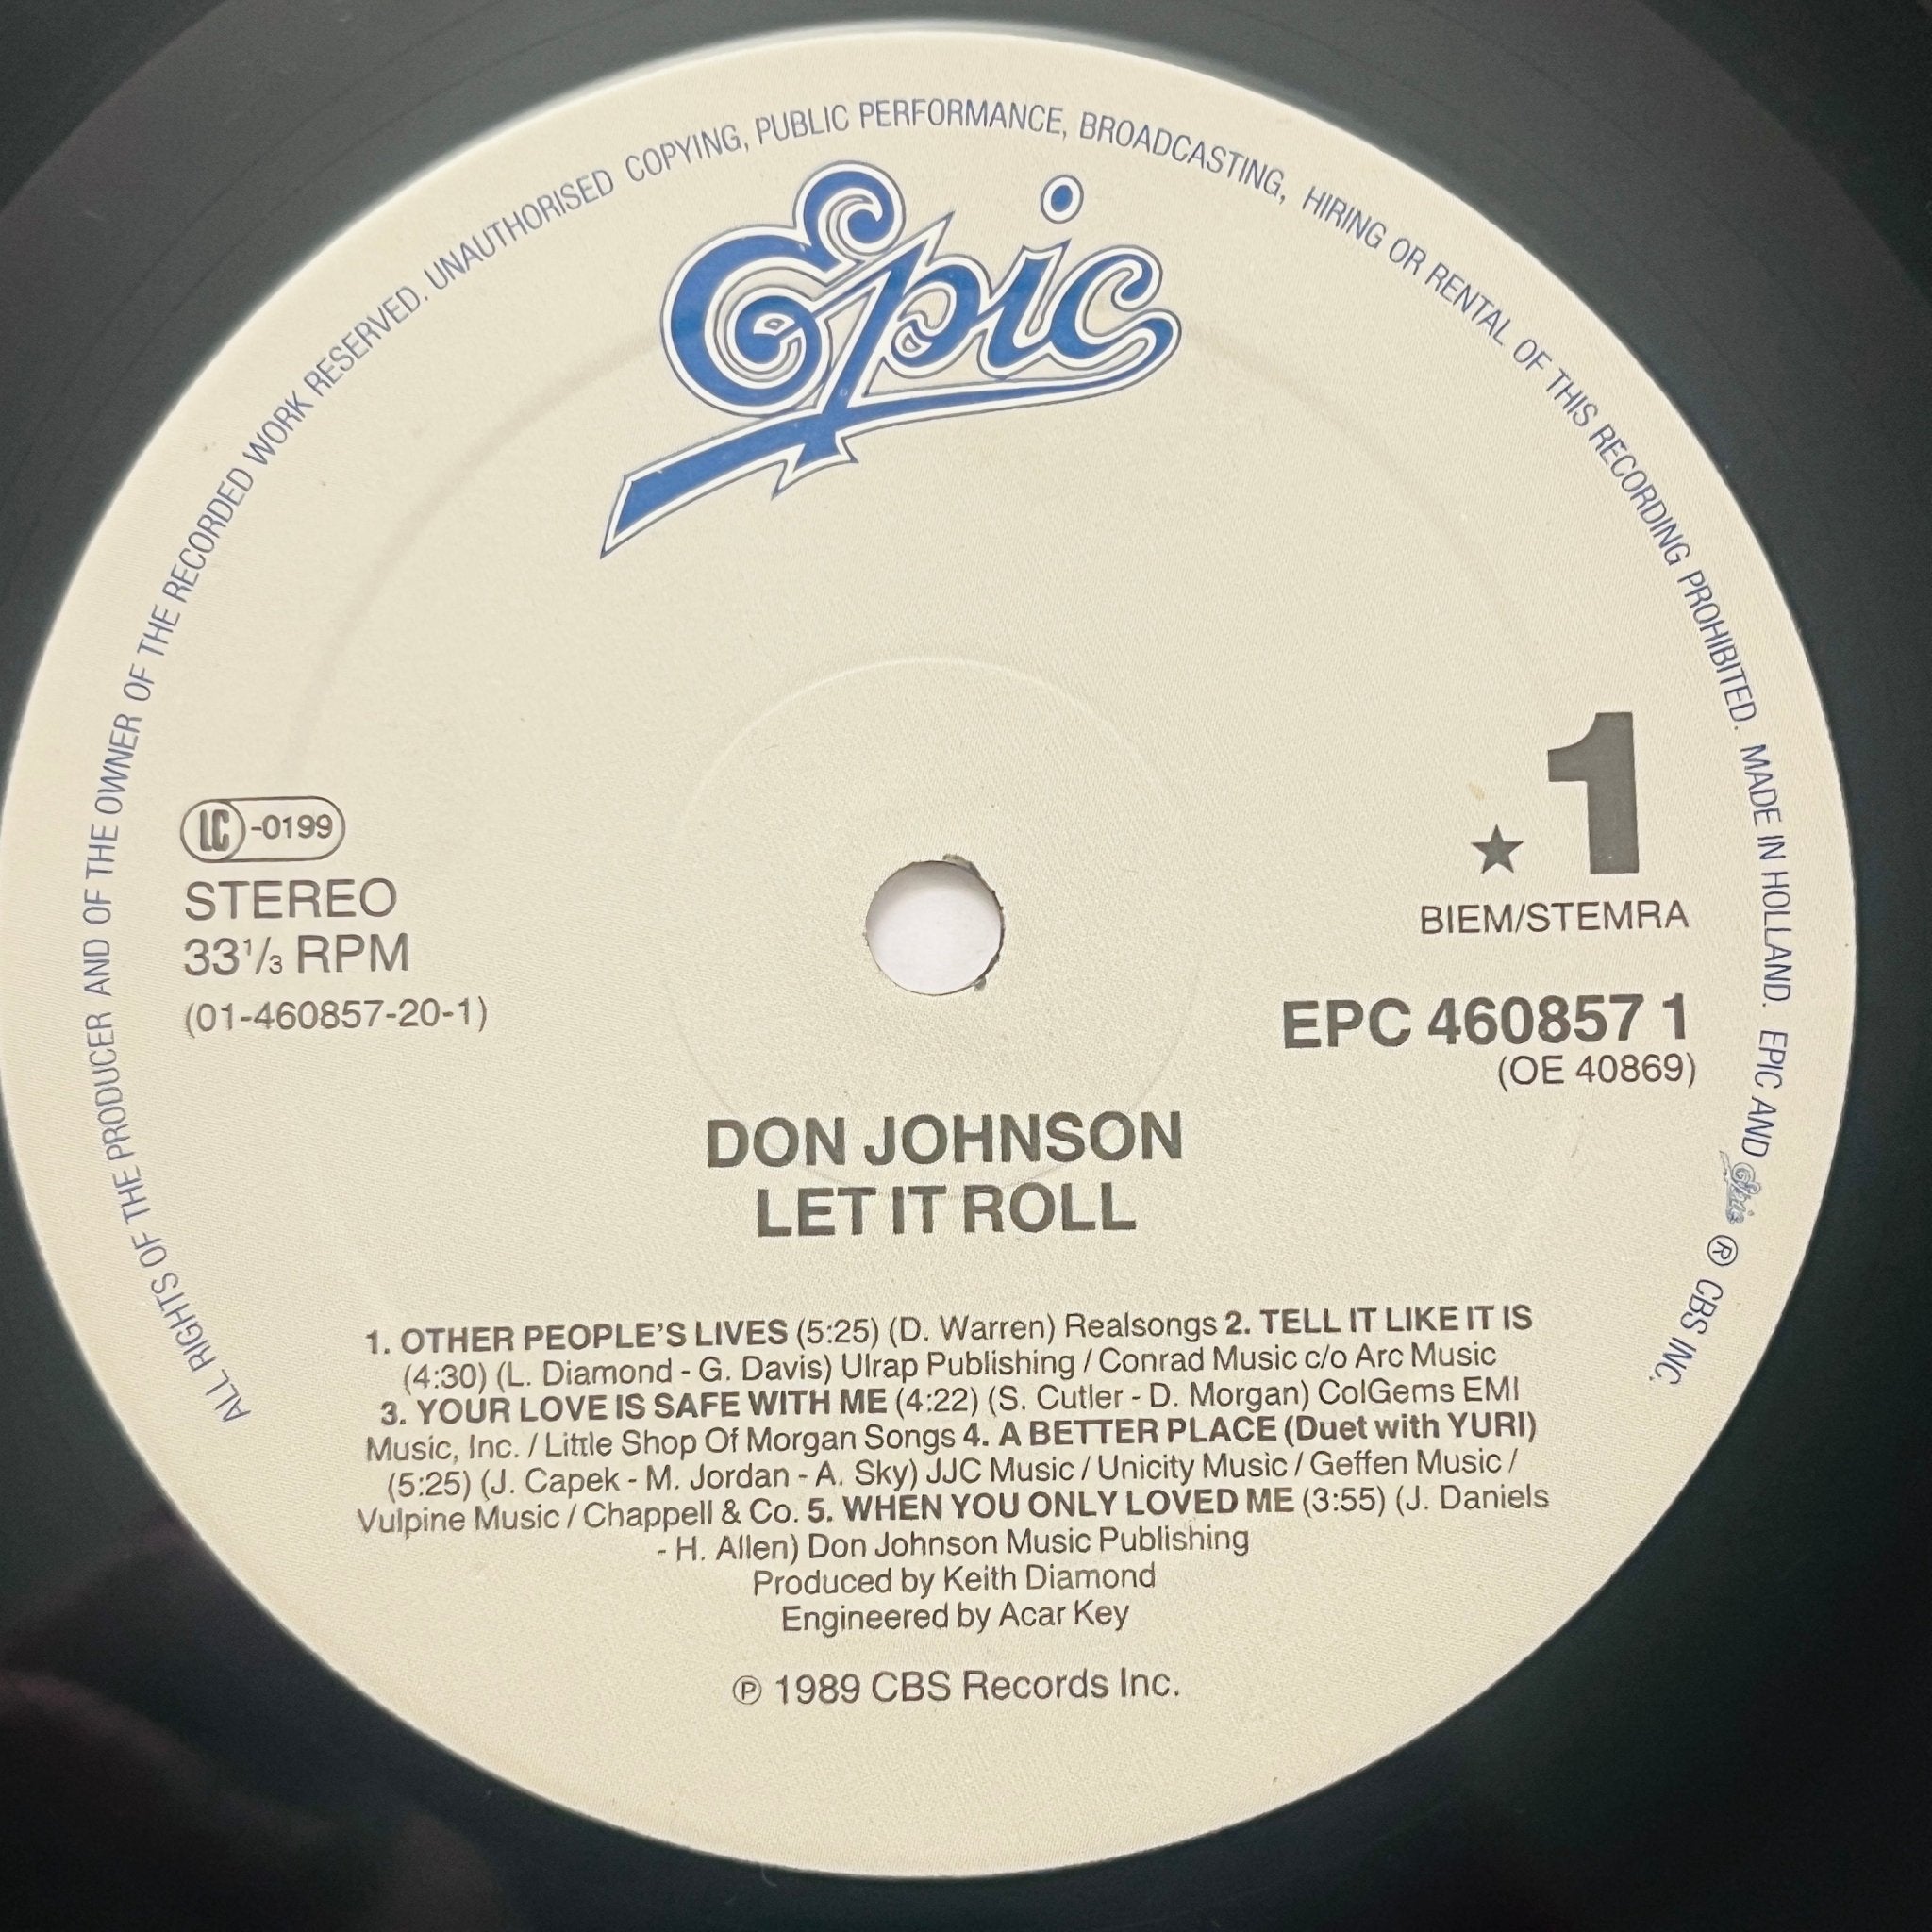 ALL RIGHTS OF THE PRODUCER AND OF THE OWNER OF THE RECORDED WORK RESERVED. UNAUTHORISED COPYING, PUBLIC PERFORMANCE, BROADCASTING, HIRING OR RENTAL OF THIS RECORDING PROHIBITED. MADE IN HOLLAND. EPIC AND Epic ® CBS INC.
Epic
LC-0199
STEREO
33 1/3 RPM
(01-460857-20-1)
★ 1
BIEM/STEMRA
EPC 460857 1
(OE 40869)
DON JOHNSON
LET IT ROLL
1. OTHER PEOPLE'S LIVES (5:25) (D. Warren) Realsongs 2. TELL IT LIKE IT IS
(4:30) (L. Diamond - G. Davis) Ulrap Publishing / Conrad Music c/o Arc Music
3. YOUR LOVE IS SAFE WITH ME (4:22) (S. Cutler - D. Morgan) ColGems EMI
Music, Inc. / Little Shop Of Morgan Songs 4. A BETTER PLACE (Duet with YURI)
(5:25) (J. Capek - M. Jordan - A. Sky) JJC Music / Unicity Music / Geffen Music /
Vulpine Music / Chappell & Co. 5. WHEN YOU ONLY LOVED ME (3:55) (J. Daniels
- H. Allen) Don Johnson Music Publishing
Produced by Keith Diamond
Engineered by Acar Key
℗ 1989 CBS Records Inc.